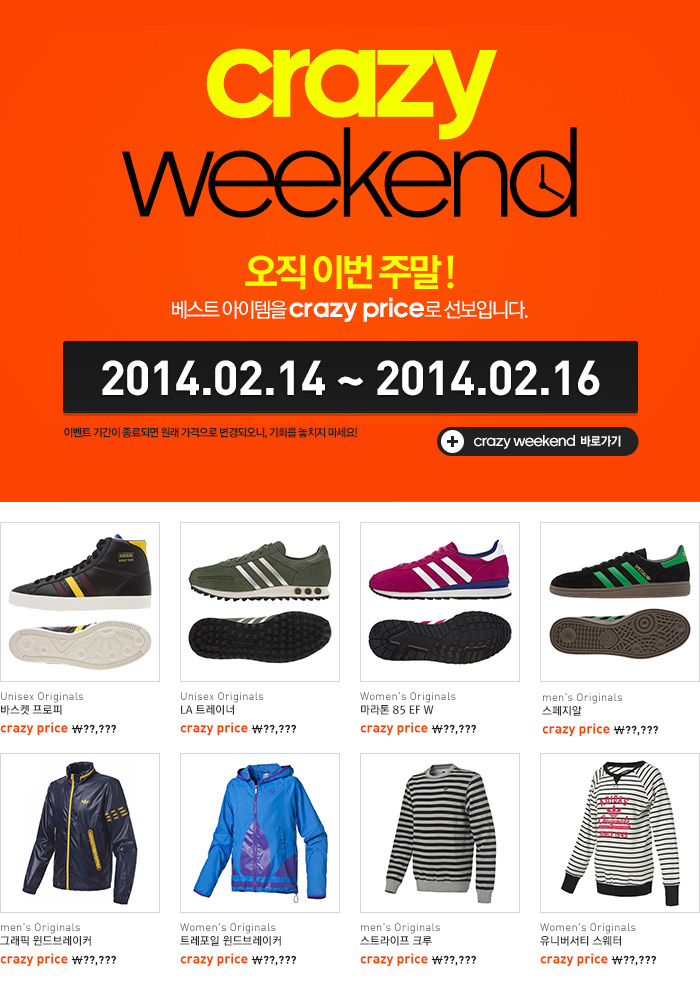 crazy
weekend
오직 이번 주말!
베스트 아이템을 crazy price로 선보입니다.
2014.02.14 ~ 2014.02.16
이벤트 기간이 종료되면 원래 가격으로 변경되오니, 기회를 놓치지 마세요!
crazy weekend 바로가기
Unisex Originals
바스켓 프로피
crazy price ₩??,???
Unisex Originals
LA 트레이너
crazy price ₩??,???
Women's Originals
마라톤 85 EF W
crazy price ₩??,???
men's Originals
스페지알
crazy price ₩??,???
men's Originals
그래픽 윈드브레이커
crazy price ₩??,???
Women's Originals
트레포일 윈드브레이커
crazy price ₩??,???
men's Originals
스트라이프 크루
crazy price ₩??,???
Women's Originals
유니버서티 스웨터
crazy price ₩??,???